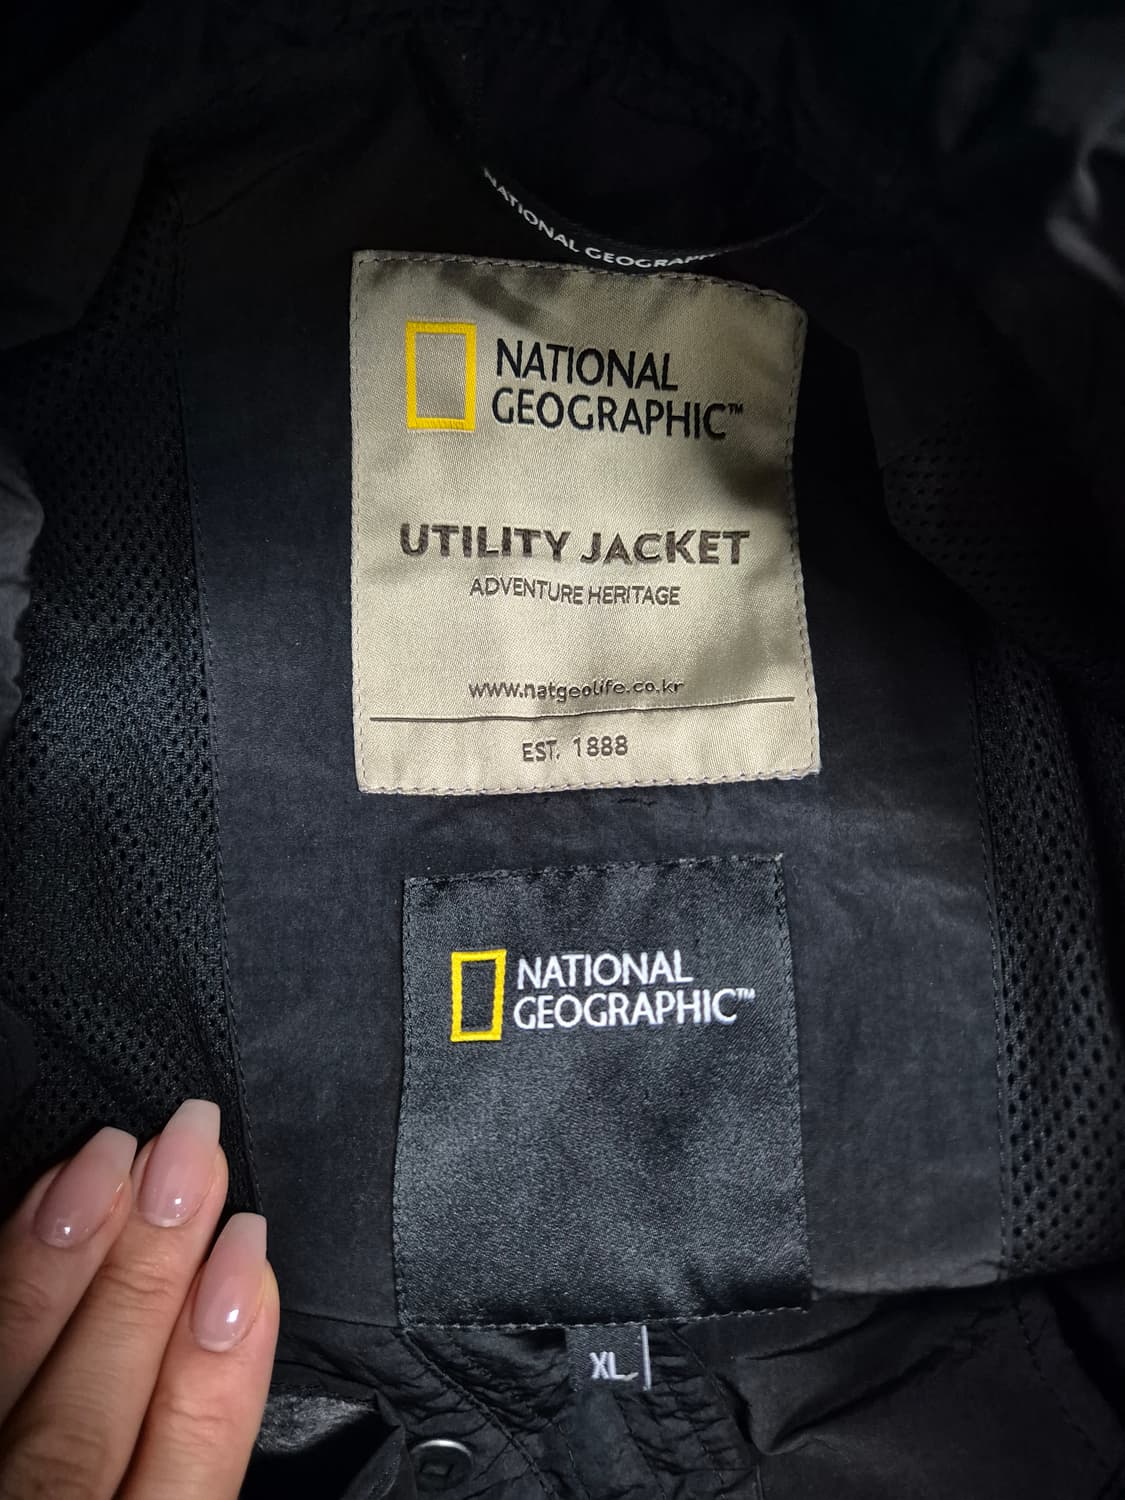 NATIONAL GEOGRAPHIC
NATIONAL
GEOGRAPHIC™
UTILITY JACKET
ADVENTURE HERITAGE
www.natgeolife.co.kr
EST. 1888
NATIONAL
GEOGRAPHIC™
XL